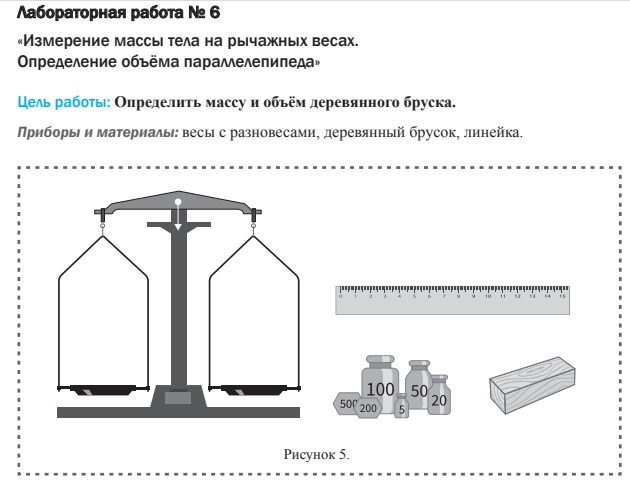 Лабораторная работа № 6
«Измерение массы тела на рычажных весах.
Определение объёма параллелепипеда»
Цель работы: Определить массу и объём деревянного бруска.
Приборы и материалы: весы с разновесами, деревянный брусок, линейка.
0 1 2 3 4 5 6 7 8 9 10 11 12 13 14 15
500 200 100 5 50 20
Рисунок 5.